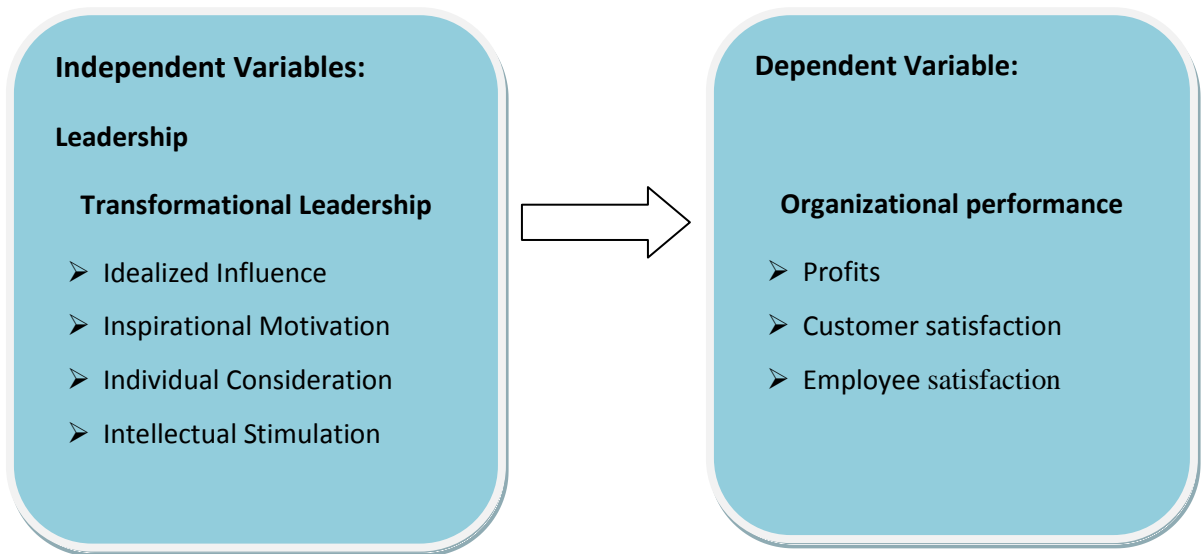 Independent Variables:
Leadership
Transformational Leadership
➢ Idealized Influence
➢ Inspirational Motivation
➢ Individual Consideration
➢ Intellectual Stimulation
Dependent Variable:
Organizational performance
➢ Profits
➢ Customer satisfaction
➢ Employee satisfaction